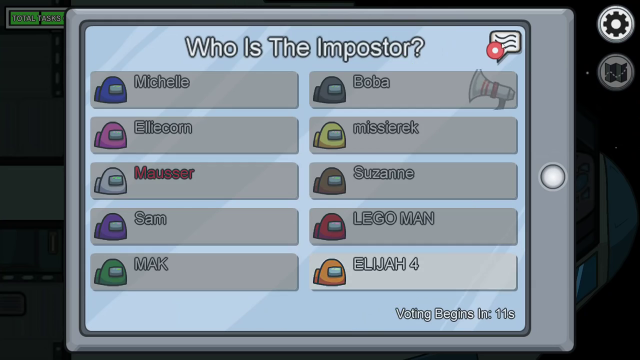 TOTAL TASKS
Who Is The Impostor?
Michelle
Boba
Elliecorn
missierek
Mausser
Suzanne
Sam
LEGO MAN
MAK
ELIJAH 4
Voting Begins In: 11s